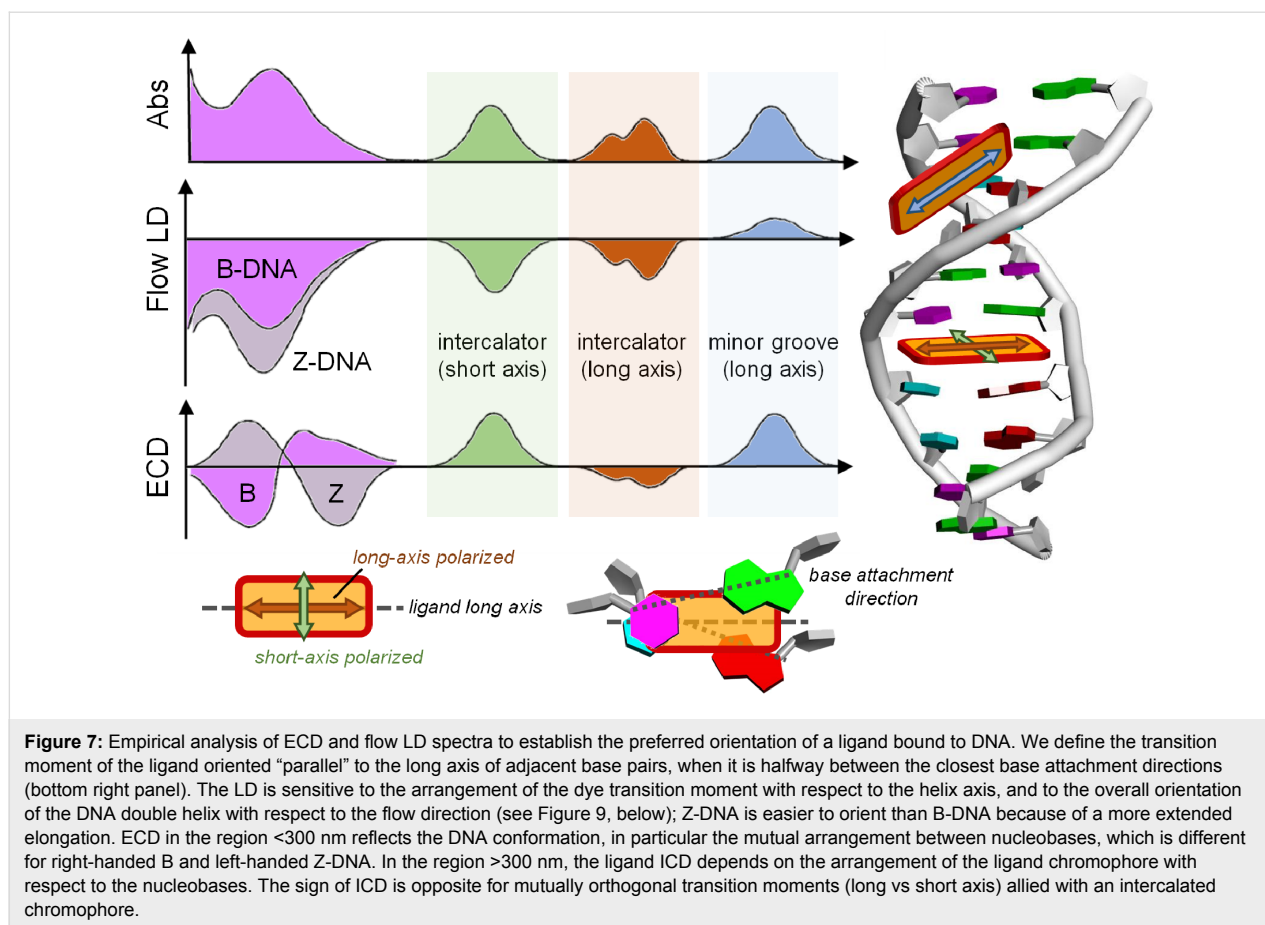 Abs
Flow LD
B-DNA
Z-DNA
intercalator
(short axis)
intercalator
(long axis)
minor groove
(long axis)
ECD
B
Z
long-axis polarized
ligand long axis
short-axis polarized
base attachment
direction
Figure 7: Empirical analysis of ECD and flow LD spectra to establish the preferred orientation of a ligand bound to DNA. We define the transition
moment of the ligand oriented “parallel” to the long axis of adjacent base pairs, when it is halfway between the closest base attachment directions
(bottom right panel). The LD is sensitive to the arrangement of the dye transition moment with respect to the helix axis, and to the overall orientation
of the DNA double helix with respect to the flow direction (see Figure 9, below); Z-DNA is easier to orient than B-DNA because of a more extended
elongation. ECD in the region <300 nm reflects the DNA conformation, in particular the mutual arrangement between nucleobases, which is different
for right-handed B and left-handed Z-DNA. In the region >300 nm, the ligand ICD depends on the arrangement of the ligand chromophore with
respect to the nucleobases. The sign of ICD is opposite for mutually orthogonal transition moments (long vs short axis) allied with an intercalated
chromophore.